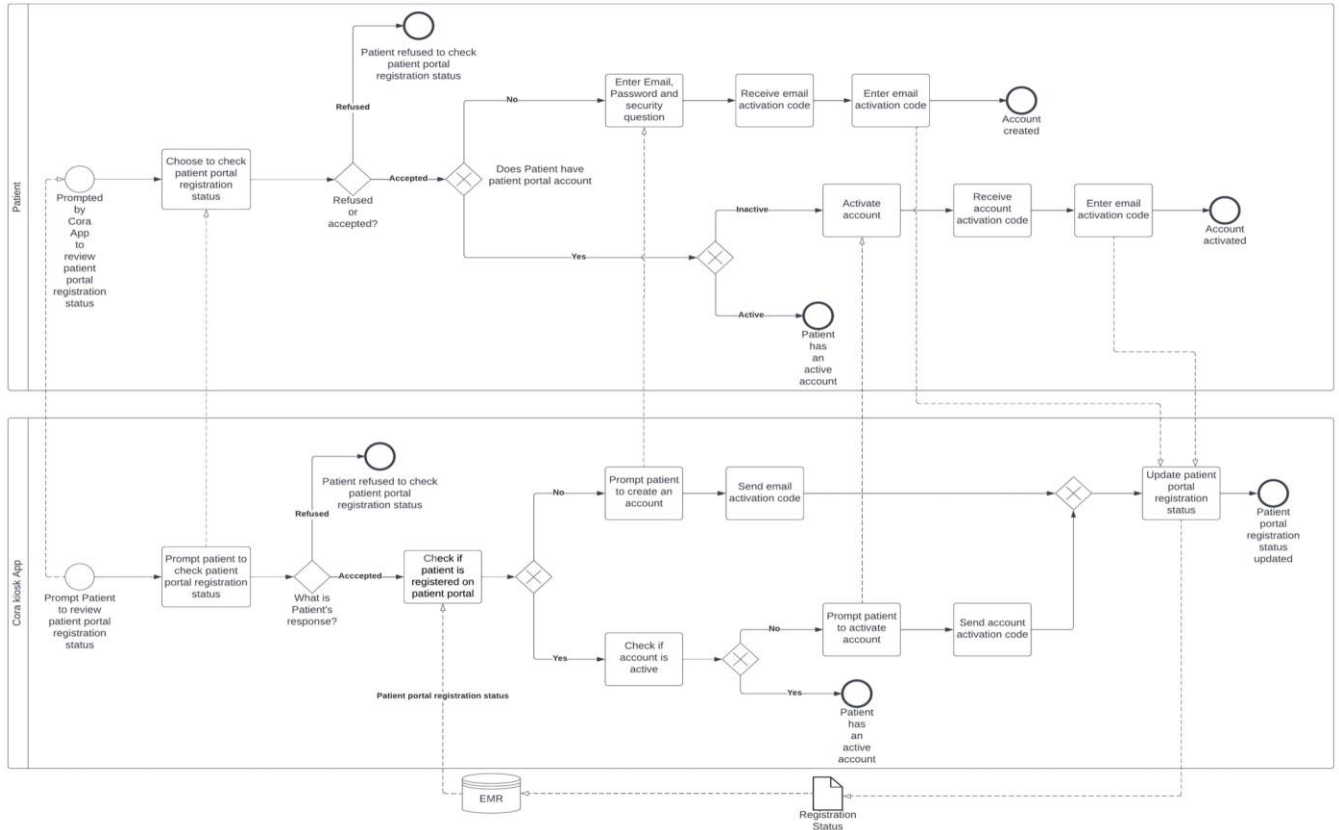 Patient
Patient refused to check
patient portal
registration status
Refused
Prompted
by
Cora
App
to
review
patient
portal
registration
status
Choose to check
patient portal
registration
status
Refused
or
accepted?
Accepted
Does Patient have
patient portal account
No
Enter Email,
Password and
security
question
Receive email
activation code
Enter email
activation code
Account
created
Yes
Inactive
Activate
account
Receive
account
activation code
Enter email
activation code
Account
activated
Active
Patient
has
an
active
account
Cora kiosk App
Patient refused to check
patient portal
registration status
Refused
Prompt Patient
to review
patient portal
registration
status
Prompt patient to
check patient
portal registration
status
What is
Patient's
response?
Acccepted
Check if
patient is
registered on
patient portal
No
Prompt patient
to create an
account
Send email
activation code
Update patient
portal
registration
status
Patient
portal
registration
status
updated
Yes
Check if
account is
active
No
Prompt patient
to activate
account
Send account
activation code
Yes
Patient
has
an
active
account
Patient portal registration status
EMR
Registration
Status